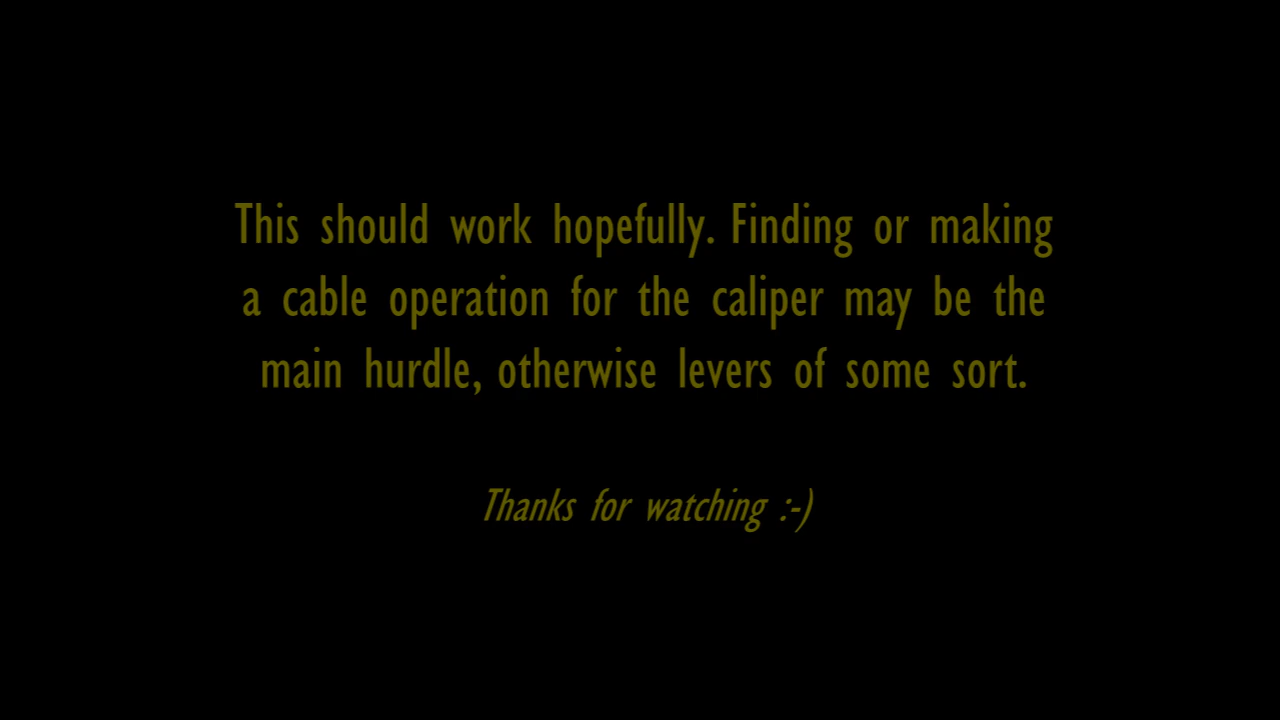 This should work hopefully. Finding or making
a cable operation for the caliper may be the
main hurdle, otherwise levers of some sort.
Thanks for watching :-)